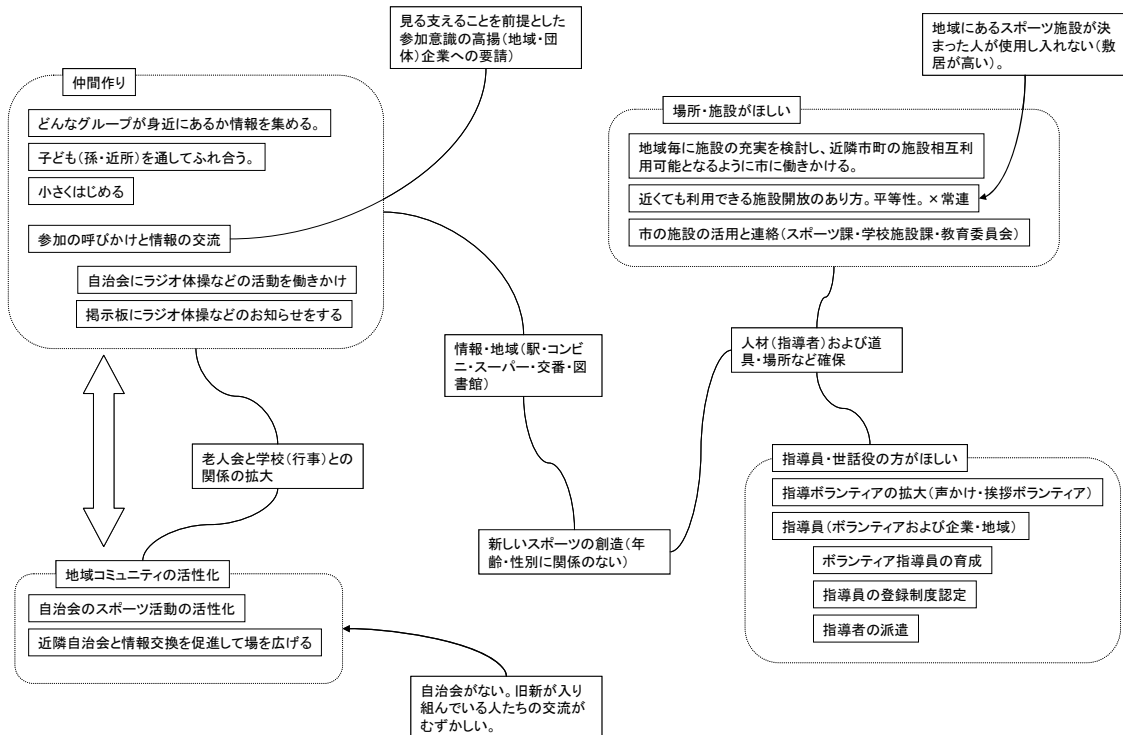 見る支えることを前提とした
参加意識の高揚(地域・団
体)企業への要請)
地域にあるスポーツ施設が決
まった人が使用し入れない(敷
居が高い)。
仲間作り
どんなグループが身近にあるか情報を集める。
子ども(孫・近所)を通してふれ合う。
小さくはじめる
参加の呼びかけと情報の交流
自治会にラジオ体操などの活動を働きかけ
掲示板にラジオ体操などのお知らせをする
場所・施設がほしい
地域毎に施設の充実を検討し、近隣市町の施設相互利
用可能となるように市に働きかける。
近くても利用できる施設開放のあり方。平等性。×常連
市の施設の活用と連絡(スポーツ課・学校施設課・教育委員会)
情報・地域(駅・コンビ
ニ・スーパー・交番・図
書館)
人材(指導者)および道
具・場所など確保
老人会と学校(行事)との
関係の拡大
新しいスポーツの創造(年
齢・性別に関係のない)
指導員・世話役の方がほしい
指導ボランティアの拡大(声かけ・挨拶ボランティア)
指導員(ボランティアおよび企業・地域)
ボランティア指導員の育成
指導員の登録制度認定
指導者の派遣
地域コミュニティの活性化
自治会のスポーツ活動の活性化
近隣自治会と情報交換を促進して場を広げる
自治会がない。旧新が入り
組んでいる人たちの交流が
むずかしい。